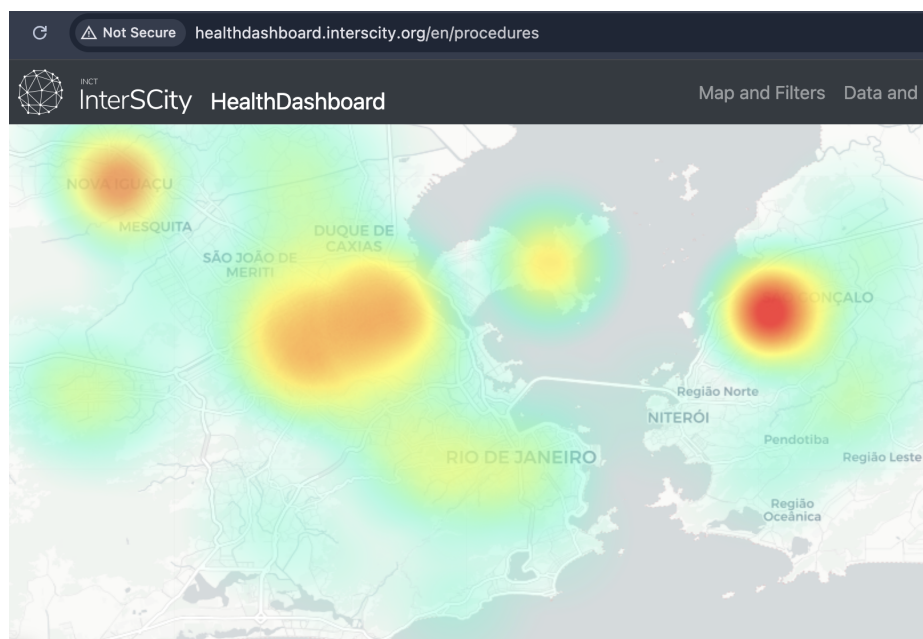 Not Secure healthdashboard.interscity.org/en/procedures
INCT
InterSCity HealthDashboard
Map and Filters Data and
NOVA IGUAÇU
MESQUITA
DUQUE DE
CAXIAS
SÃO JOÃO DE
MERITI
GONÇALO
Região Norte
NITERÓI
Pendotiba
RIO DE JANEIRO
Região Leste
Região
Oceânica